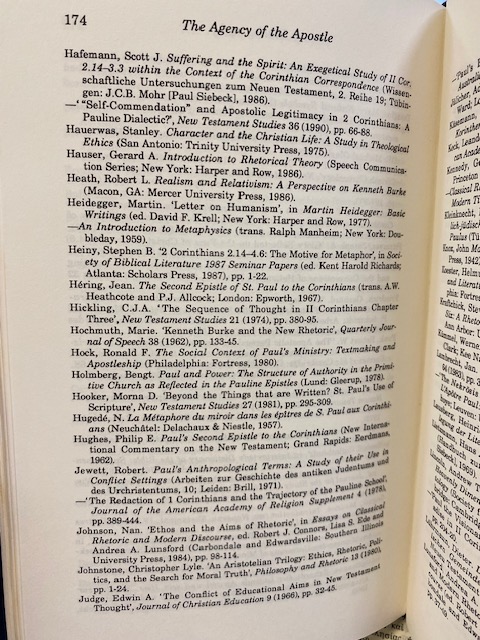 174
The Agency of the Apostle
Hafemann, Scott J. Suffering and the Spirit: An Exegetical Study of II Cor.
2.14–3.3 within the Context of the Corinthian Correspondence (Wissen-
schaftliche Untersuchungen zum Neuen Testament, 2. Reihe 19; Tübin-
gen: J.C.B. Mohr [Paul Siebeck], 1986).
—'"Self-Commendation" and Apostolic Legitimacy in 2 Corinthians: A
Pauline Dialectic?', New Testament Studies 36 (1990), pp. 66-88.
Hauerwas, Stanley. Character and the Christian Life: A Study in Theological
Ethics (San Antonio: Trinity University Press, 1975).
Hauser, Gerard A. Introduction to Rhetorical Theory (Speech Communica-
tion Series; New York: Harper and Row, 1986).
Heath, Robert L. Realism and Relativism: A Perspective on Kenneth Burke
(Macon, GA: Mercer University Press, 1986).
Heidegger, Martin. 'Letter on Humanism', in Martin Heidegger: Basic
Writings (ed. David F. Krell; New York: Harper and Row, 1977).
—An Introduction to Metaphysics (trans. Ralph Manheim; New York: Dou-
bleday, 1959).
Heiny, Stephen B. '2 Corinthians 2.14–4.6: The Motive for Metaphor', in Soci-
ety of Biblical Literature 1987 Seminar Papers (ed. Kent Harold Richards;
Atlanta: Scholars Press, 1987), pp. 1-22.
Héring, Jean. The Second Epistle of St. Paul to the Corinthians (trans. A.W.
Heathcote and P.J. Allcock; London: Epworth, 1967).
Hickling, C.J.A. 'The Sequence of Thought in II Corinthians Chapter
Three', New Testament Studies 21 (1974), pp. 380-95.
Hochmuth, Marie. 'Kenneth Burke and the New Rhetoric', Quarterly Jour-
nal of Speech 38 (1962), pp. 133-45.
Hock, Ronald F. The Social Context of Paul's Ministry: Textmaking and
Apostleship (Philadelphia: Fortress, 1980).
Holmberg, Bengt. Paul and Power: The Structure of Authority in the Primi-
tive Church as Reflected in the Pauline Epistles (Lund: Gleerup, 1978).
Hooker, Morna D. 'Beyond the Things that are Written? St. Paul's Use of
Scripture', New Testament Studies 27 (1981), pp. 295-309.
Hugedé, N. La Métaphore du miroir dans les épîtres de S. Paul aux Corinthi-
ans (Neuchâtel: Delachaux & Niestle, 1957).
Hughes, Philip E. Paul's Second Epistle to the Corinthians (New Interna-
tional Commentary on the New Testament; Grand Rapids: Eerdmans,
1962).
Jewett, Robert. Paul's Anthropological Terms: A Study of their Use in
Conflict Settings (Arbeiten zur Geschichte des antiken Judentums und
des Urchristentums, 10; Leiden: Brill, 1971).
—'The Redaction of 1 Corinthians and the Trajectory of the Pauline School',
Journal of the American Academy of Religion Supplement 4 (1978),
pp. 389-444.
Johnson, Nan. 'Ethos and the Aims of Rhetoric', in Essays on Classical
Rhetoric and Modern Discourse, ed. Robert J. Connors, Lisa S. Ede and
Andrea A. Lunsford (Carbondale and Edwardsville: Southern Illinois
University Press, 1984), pp. 98-114.
Johnstone, Christopher Lyle. 'An Aristotelian Trilogy: Ethics, Rhetoric, Poli-
tics, and the Search for Moral Truth', Philosophy and Rhetoric 13 (1980),
pp. 1-24.
Judge, Edwin A. 'The Conflict of Educational Aims in New Testament
Thought', Journal of Christian Education 9 (1966), pp. 32-45.